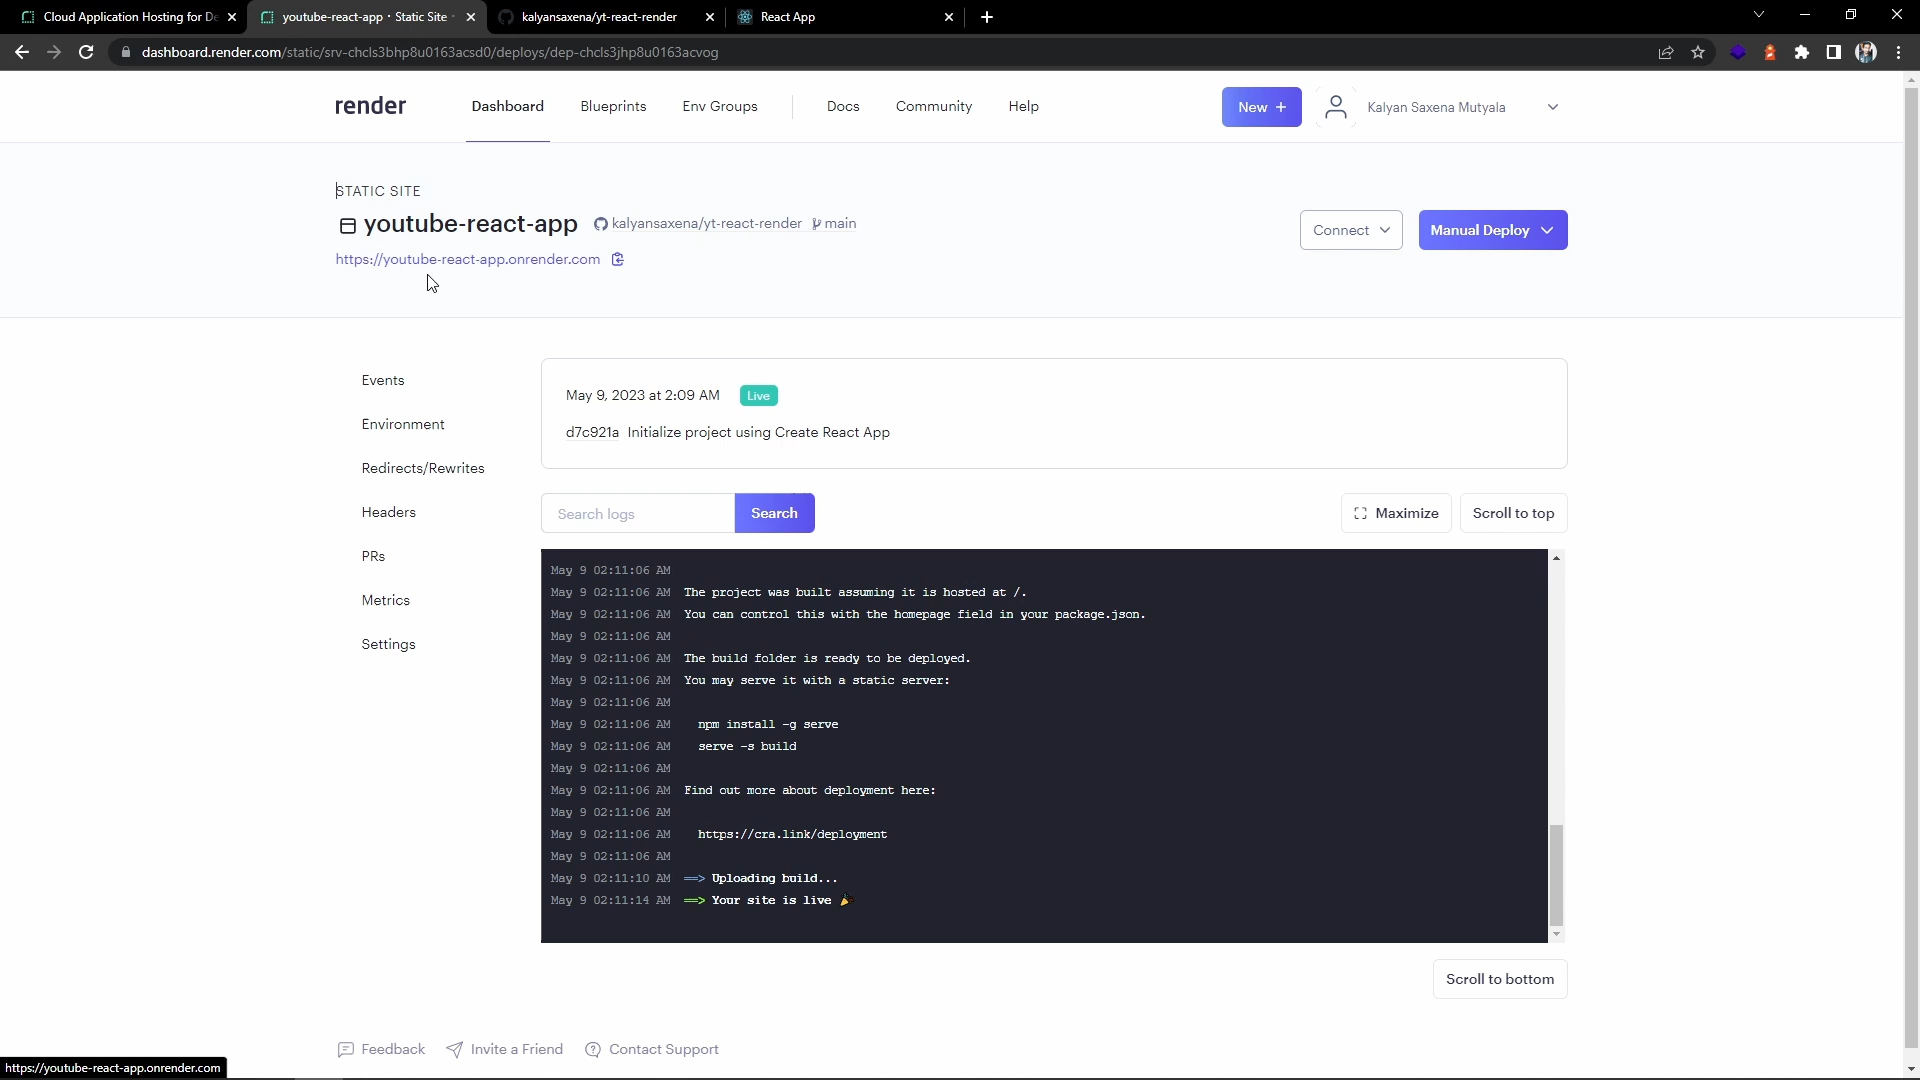 Cloud Application Hosting for De
youtube-react-app · Static Site
kalyansaxena/yt-react-render
React App
dashboard.render.com/static/srv-chcls3bhp8u0163acsd0/deploys/dep-chcls3jhp8u0163acvog
render
Dashboard
Blueprints
Env Groups
Docs
Community
Help
New +
Kalyan Saxena Mutyala
STATIC SITE
youtube-react-app
kalyansaxena/yt-react-render
main
https://youtube-react-app.onrender.com
Connect
Manual Deploy
Events
Environment
Redirects/Rewrites
Headers
PRs
Metrics
Settings
May 9, 2023 at 2:09 AM
Live
d7c921a Initialize project using Create React App
Search logs
Search
Maximize
Scroll to top
May 9 02:11:06 AM
May 9 02:11:06 AM The project was built assuming it is hosted at /.
May 9 02:11:06 AM You can control this with the homepage field in your package.json.
May 9 02:11:06 AM
May 9 02:11:06 AM The build folder is ready to be deployed.
May 9 02:11:06 AM You may serve it with a static server:
May 9 02:11:06 AM
May 9 02:11:06 AM npm install -g serve
May 9 02:11:06 AM serve -s build
May 9 02:11:06 AM
May 9 02:11:06 AM Find out more about deployment here:
May 9 02:11:06 AM
May 9 02:11:06 AM https://cra.link/deployment
May 9 02:11:06 AM
May 9 02:11:10 AM ==> Uploading build...
May 9 02:11:14 AM ==> Your site is live 🎉
Scroll to bottom
Feedback
Invite a Friend
Contact Support
https://youtube-react-app.onrender.com